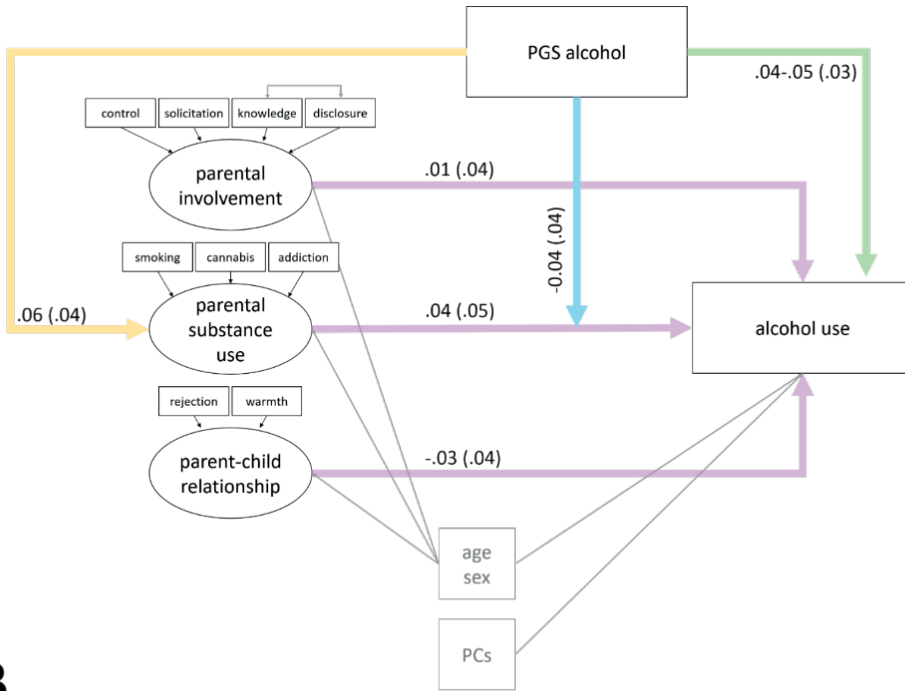 PGS alcohol
.04-.05 (.03)
control
solicitation
knowledge
disclosure
parental
involvement
.01 (.04)
-0.04 (.04)
smoking
cannabis
addiction
.06 (.04)
parental
substance
use
.04 (.05)
alcohol use
rejection
warmth
parent-child
relationship
-.03 (.04)
age
sex
PCs